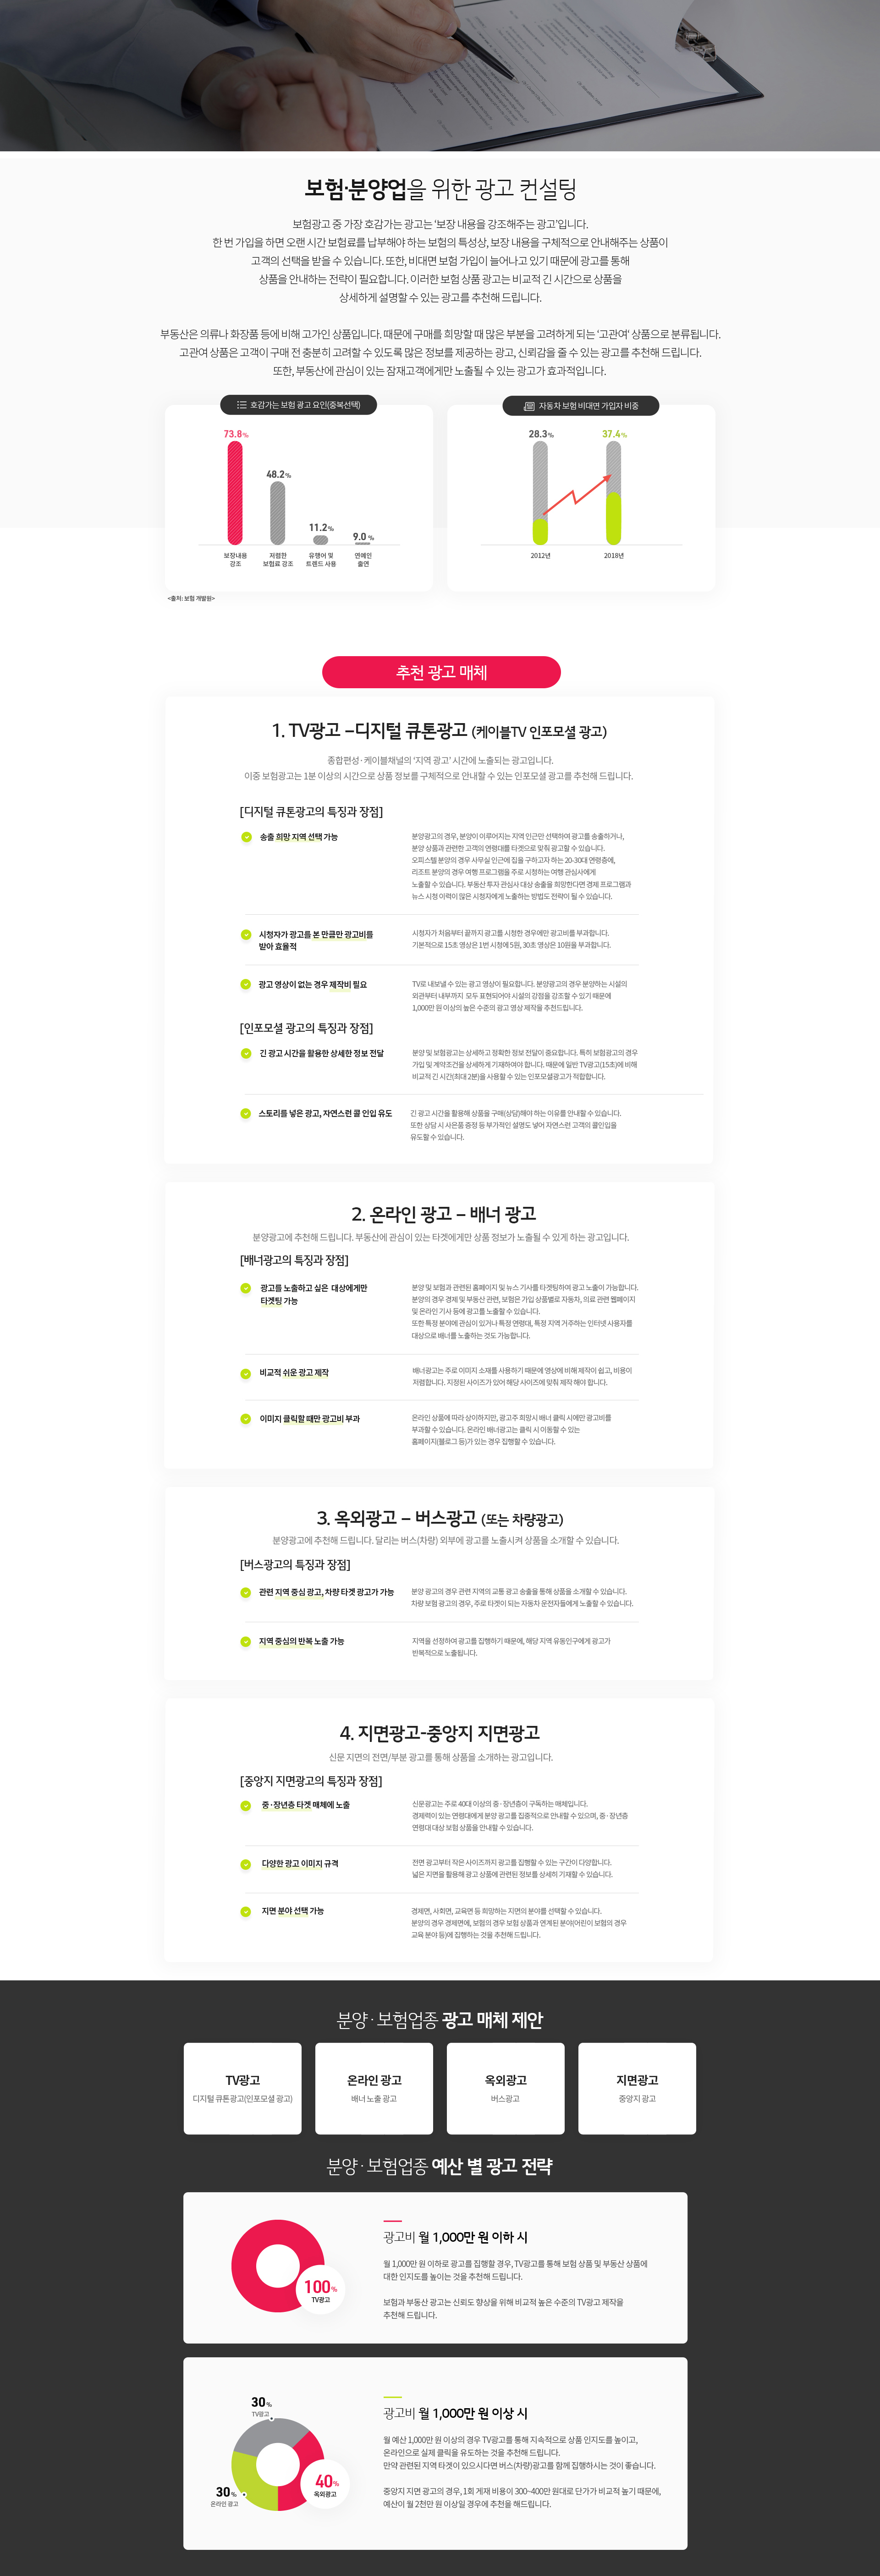 보험·분양업을 위한 광고 컨설팅
보험광고 중 가장 호감가는 광고는 '보장 내용을 강조해주는 광고'입니다.
한 번 가입을 하면 오랜 시간 보험료를 납부해야 하는 보험의 특성상, 보장 내용을 구체적으로 안내해주는 상품이
고객의 선택을 받을 수 있습니다. 또한, 비대면 보험 가입이 늘어나고 있기 때문에 광고를 통해
상품을 안내하는 전략이 필요합니다. 이러한 보험 상품 광고는 비교적 긴 시간으로 상품을
상세하게 설명할 수 있는 광고를 추천해 드립니다.
부동산은 의류나 화장품 등에 비해 고가인 상품입니다. 때문에 구매를 희망할 때 많은 부분을 고려하게 되는 '고관여' 상품으로 분류됩니다.
고관여 상품은 고객이 구매 전 충분히 고려할 수 있도록 많은 정보를 제공하는 광고, 신뢰감을 줄 수 있는 광고를 추천해 드립니다.
또한, 부동산에 관심이 있는 잠재고객에게만 노출될 수 있는 광고가 효과적입니다.
호감가는 보험 광고 요인(중복선택)
73.8%
48.2%
11.2%
9.0%
보장내용
강조
저렴한
보험료 강조
유행어 및
트렌드 사용
연예인
출연
<출처: 보험 개발원>
자동차 보험 비대면 가입자 비중
28.3%
37.4%
2012년
2018년
추천 광고 매체
1. TV광고 –디지털 큐톤광고 (케이블TV 인포모셜 광고)
종합편성·케이블채널의 '지역 광고' 시간에 노출되는 광고입니다.
이중 보험광고는 1분 이상의 시간으로 상품 정보를 구체적으로 안내할 수 있는 인포모셜 광고를 추천해 드립니다.
[디지털 큐톤광고의 특징과 장점]
송출 희망 지역 선택 가능
분양광고의 경우, 분양이 이루어지는 지역 인근만 선택하여 광고를 송출하거나,
분양 상품과 관련한 고객의 연령대를 타겟으로 맞춰 광고할 수 있습니다.
오피스텔 분양의 경우 사무실 인근에 집을 구하고자 하는 20-30대 연령층에,
리조트 분양의 경우 여행 프로그램을 주로 시청하는 여행 관심사에게
노출할 수 있습니다. 부동산 투자 관심사 대상 송출을 희망한다면 경제 프로그램과
뉴스 시청 이력이 많은 시청자에게 노출하는 방법도 전략이 될 수 있습니다.
시청자가 광고를 본 만큼만 광고비를
받아 효율적
시청자가 처음부터 끝까지 광고를 시청한 경우에만 광고비를 부과합니다.
기본적으로 15초 영상은 1번 시청에 5원, 30초 영상은 10원을 부과합니다.
광고 영상이 없는 경우 제작비 필요
TV로 내보낼 수 있는 광고 영상이 필요합니다. 분양광고의 경우 분양하는 시설의
외관부터 내부까지 모두 표현되어야 시설의 강점을 강조할 수 있기 때문에
1,000만 원 이상의 높은 수준의 광고 영상 제작을 추천드립니다.
[인포모셜 광고의 특징과 장점]
긴 광고 시간을 활용한 상세한 정보 전달
분양 및 보험광고는 상세하고 정확한 정보 전달이 중요합니다. 특히 보험광고의 경우
가입 및 계약조건을 상세하게 기재하여야 합니다. 때문에 일반 TV광고(15초)에 비해
비교적 긴 시간(최대 2분)을 사용할 수 있는 인포모셜광고가 적합합니다.
스토리를 넣은 광고, 자연스런 콜 인입 유도
긴 광고 시간을 활용해 상품을 구매(상담)해야 하는 이유를 안내할 수 있습니다.
또한 상담 시 사은품 증정 등 부가적인 설명도 넣어 자연스런 고객의 콜인입을
유도할 수 있습니다.
2. 온라인 광고 – 배너 광고
분양광고에 추천해 드립니다. 부동산에 관심이 있는 타겟에게만 상품 정보가 노출될 수 있게 하는 광고입니다.
[배너광고의 특징과 장점]
광고를 노출하고 싶은 대상에게만
타겟팅 가능
분양 및 보험과 관련된 홈페이지 및 뉴스 기사를 타겟팅하여 광고 노출이 가능합니다.
분양의 경우 경제 및 부동산 관련, 보험은 가입 상품별로 자동차, 의료 관련 웹페이지
및 온라인 기사 등에 광고를 노출할 수 있습니다.
또한 특정 분야에 관심이 있거나 특정 연령대, 특정 지역 거주하는 인터넷 사용자를
대상으로 배너를 노출하는 것도 가능합니다.
비교적 쉬운 광고 제작
배너광고는 주로 이미지 소재를 사용하기 때문에 영상에 비해 제작이 쉽고, 비용이
저렴합니다. 지정된 사이즈가 있어 해당 사이즈에 맞춰 제작 해야 합니다.
이미지 클릭할 때만 광고비 부과
온라인 상품에 따라 상이하지만, 광고주 희망시 배너 클릭 시에만 광고비를
부과할 수 있습니다. 온라인 배너광고는 클릭 시 이동할 수 있는
홈페이지(블로그 등)가 있는 경우 집행할 수 있습니다.
3. 옥외광고 – 버스광고 (또는 차량광고)
분양광고에 추천해 드립니다. 달리는 버스(차량) 외부에 광고를 노출시켜 상품을 소개할 수 있습니다.
[버스광고의 특징과 장점]
관련 지역 중심 광고, 차량 타겟 광고가 가능
분양 광고의 경우 관련 지역의 교통 광고 송출을 통해 상품을 소개할 수 있습니다.
차량 보험 광고의 경우, 주로 타겟이 되는 자동차 운전자들에게 노출할 수 있습니다.
지역 중심의 반복 노출 가능
지역을 선정하여 광고를 집행하기 때문에, 해당 지역 유동인구에게 광고가
반복적으로 노출됩니다.
4. 지면광고-중앙지 지면광고
신문 지면의 전면/부분 광고를 통해 상품을 소개하는 광고입니다.
[중앙지 지면광고의 특징과 장점]
중·장년층 타겟 매체에 노출
신문광고는 주로 40대 이상의 중·장년층이 구독하는 매체입니다.
경제력이 있는 연령대에게 분양 광고를 집중적으로 안내할 수 있으며, 중·장년층
연령대 대상 보험 상품을 안내할 수 있습니다.
다양한 광고 이미지 규격
전면 광고부터 작은 사이즈까지 광고를 집행할 수 있는 구간이 다양합니다.
넓은 지면을 활용해 광고 상품에 관련된 정보를 상세히 기재할 수 있습니다.
지면 분야 선택 가능
경제면, 사회면, 교육면 등 희망하는 지면의 분야를 선택할 수 있습니다.
분양의 경우 경제면에, 보험의 경우 보험 상품과 연계된 분야(어린이 보험의 경우
교육 분야 등)에 집행하는 것을 추천해 드립니다.
분양·보험업종 광고 매체 제안
TV광고
디지털 큐톤광고(인포모셜 광고)
온라인 광고
배너 노출 광고
옥외광고
버스광고
지면광고
중앙지 광고
분양·보험업종 예산 별 광고 전략
100%
TV광고
광고비 월 1,000만 원 이하 시
월 1,000만 원 이하로 광고를 집행할 경우, TV광고를 통해 보험 상품 및 부동산 상품에
대한 인지도를 높이는 것을 추천해 드립니다.
보험과 부동산 광고는 신뢰도 향상을 위해 비교적 높은 수준의 TV광고 제작을
추천해 드립니다.
30%
TV광고
40%
옥외광고
30%
온라인 광고
광고비 월 1,000만 원 이상 시
월 예산 1,000만 원 이상의 경우 TV광고를 통해 지속적으로 상품 인지도를 높이고,
온라인으로 실제 클릭을 유도하는 것을 추천해 드립니다.
만약 관련된 지역 타겟이 있으시다면 버스(차량)광고를 함께 집행하시는 것이 좋습니다.
중앙지 지면 광고의 경우, 1회 게재 비용이 300~400만 원대로 단가가 비교적 높기 때문에,
예산이 월 2천만 원 이상일 경우에 추천을 해드립니다.